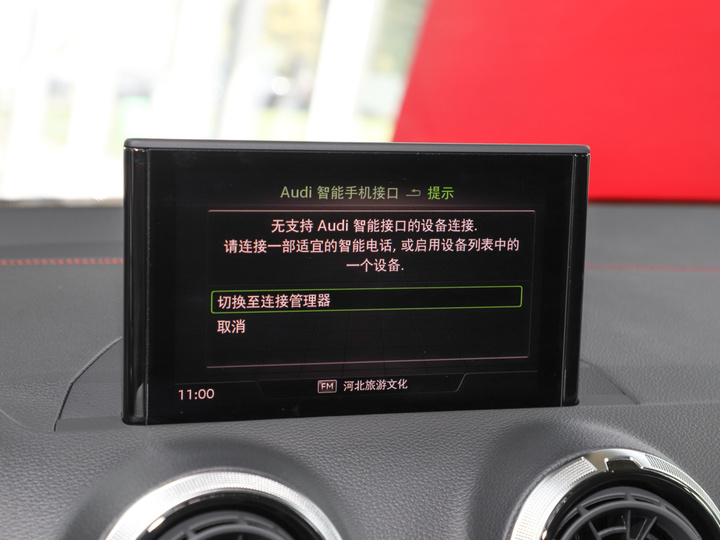 Audi 智能手机接口 提示
无支持 Audi 智能接口的设备连接.
请连接一部适宜的智能电话, 或启用设备列表中的
一个设备.
切换至连接管理器
取消
11:00 FM 河北旅游文化